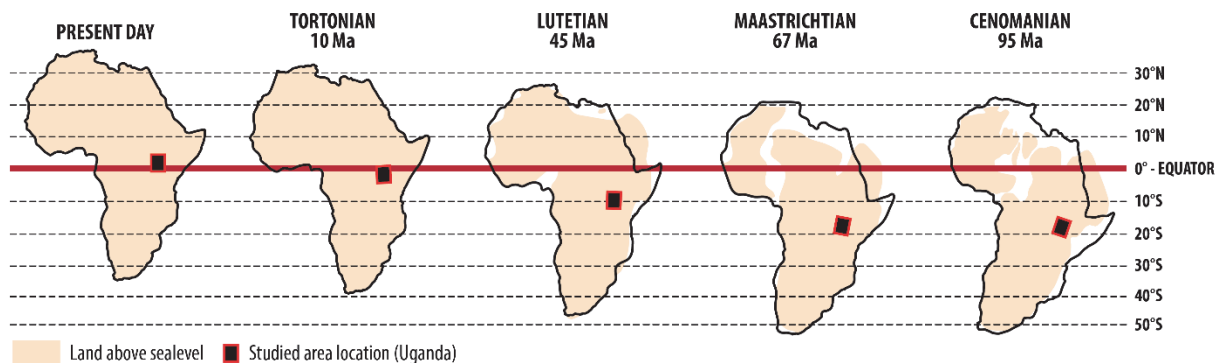 PRESENT DAY
TORTONIAN
10 Ma
LUTETIAN
45 Ma
MAASTRICHTIAN
67 Ma
CENOMANIAN
95 Ma
30°N
20°N
10°N
0° - EQUATOR
10°S
20°S
30°S
40°S
50°S
Land above sealevel
Studied area location (Uganda)